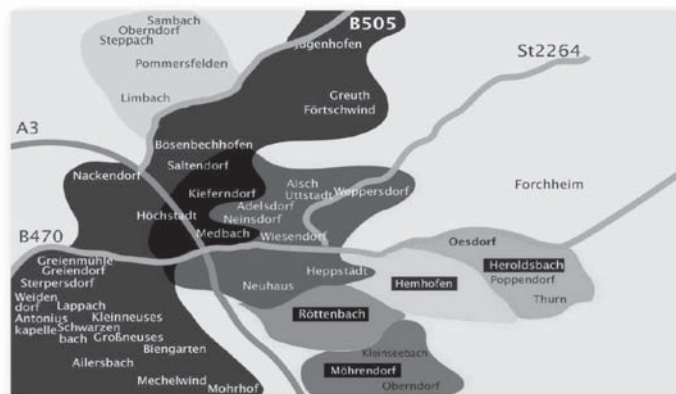 Sambach
Oberndorf
Steppach
Pommersfelden
Limbach
B505
Jugenhofen
St2264
Greuth
Förtschwind
A3
Bösenbechhofen
Saltendorf
Nackendorf
Kieferndorf
Aisch
Uttstadt
Weppersdorf
Forchheim
Adelsdorf
Höchstadt
Neinsdorf
Medbach
Wiesendorf
B470
Oesdorf
Greienmühle
Greiendorf
Heroldsbach
Heppstädt
Sterpersdorf
Neuhaus
Hemhofen
Poppendorf
Weiden
dorf
Lappach
Thurn
Antonius
kapelle
Kleinneuses
Röttenbach
Schwarzen
bach
Großneuses
Biengarten
Kleinseebach
Ailersbach
Möhrendorf
Mechelwind
Mohrhof
Oberndorf